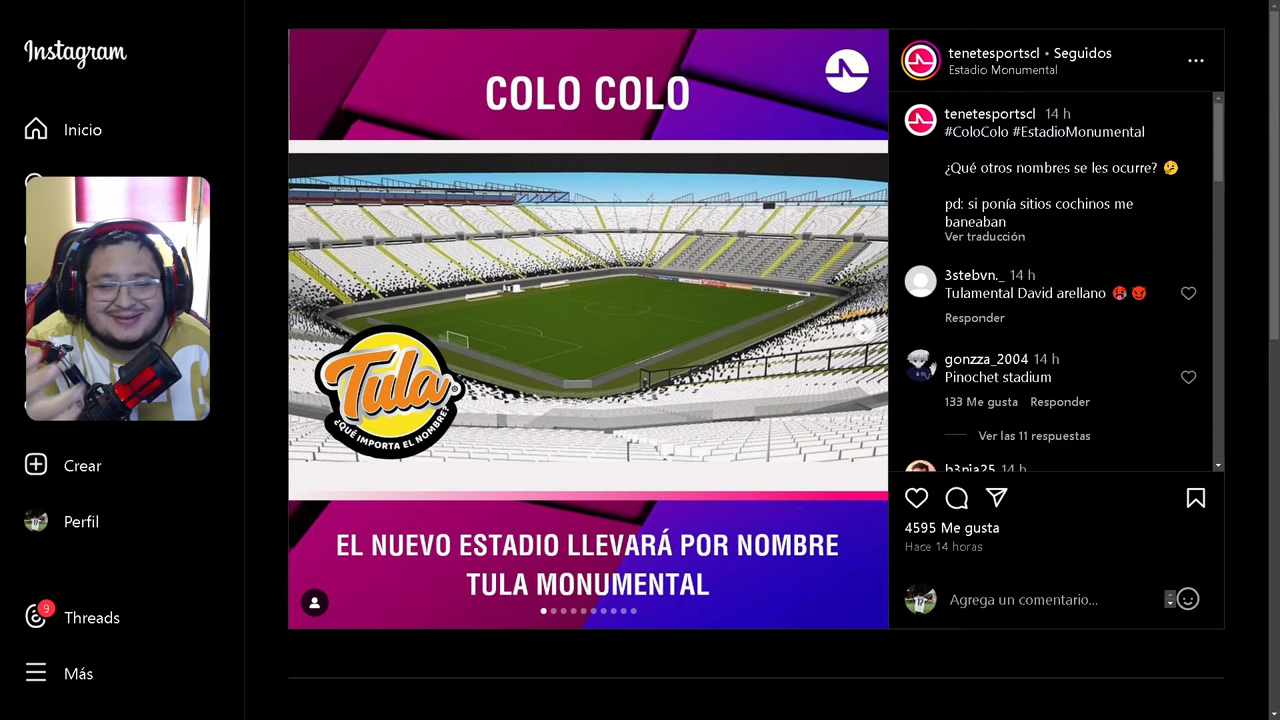 Instagram
Inicio
Crear
Perfil
9
Threads
Más
COLO COLO
Tula
¿QUÉ IMPORTA EL NOMBRE?
EL NUEVO ESTADIO LLEVARÁ POR NOMBRE
TULA MONUMENTAL
tenetesportscl • Seguidos
Estadio Monumental
tenetesportscl 14 h
#ColoColo #EstadioMonumental
¿Qué otros nombres se les ocurre? 🤔
pd: si ponía sitios cochinos me
baneaban
Ver traducción
3stebvn._ 14 h
Tulamental David arellano 🥵 😈
Responder
gonzza_2004 14 h
Pinochet stadium
133 Me gusta Responder
Ver las 11 respuestas
b3nja25 14 h
4595 Me gusta
Hace 14 horas
Agrega un comentario...